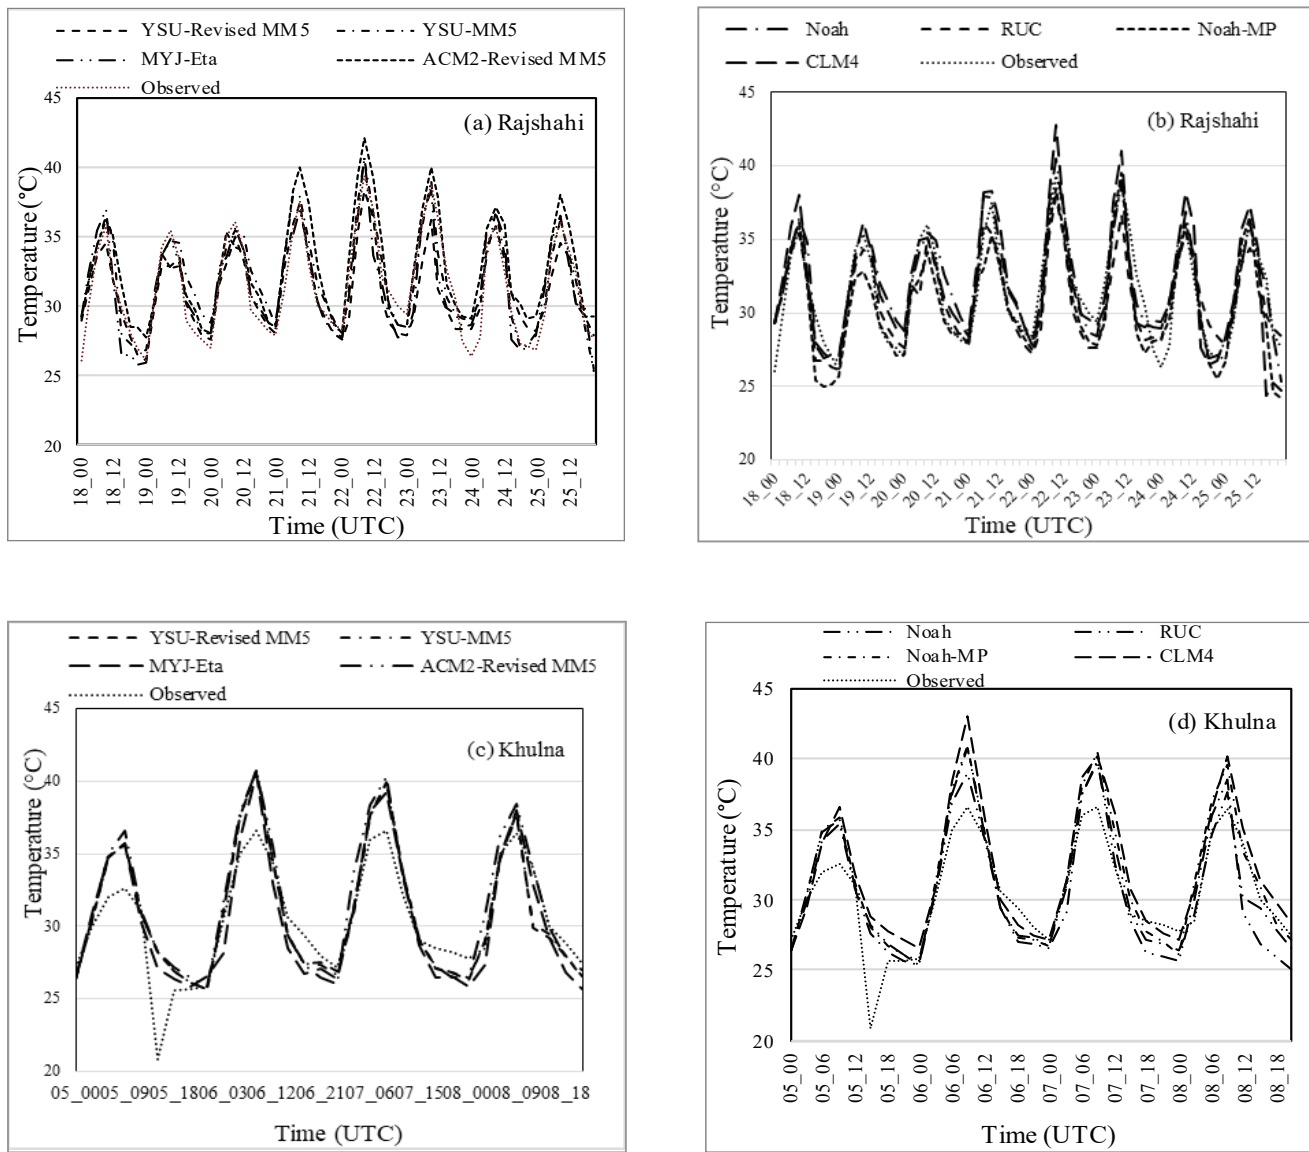 YSU-Revised MM5 YSU-MM5
MYJ-Eta ACM2-Revised MM5
Observed
(a) Rajshahi
Temperature (°C)
45
40
35
30
25
20
18_00 18_12 19_00 19_12 20_00 20_12 21_00 21_12 22_00 22_12 23_00 23_12 24_00 24_12 25_00 25_12
Time (UTC)
Noah RUC Noah-MP
CLM4 Observed
(b) Rajshahi
Temperature (°C)
45
40
35
30
25
20
18_00 18_12 19_00 19_12 20_00 20_12 21_00 21_12 22_00 22_12 23_00 23_12 24_00 24_12 25_00 25_12
Time (UTC)
YSU-Revised MM5 YSU-MM5
MYJ-Eta ACM2-Revised MM5
Observed
(c) Khulna
Temperature (°C)
45
40
35
30
25
20
05_0005_0905_1806_0306_1206_2107_0607_1508_0008_0908_18
Time (UTC)
Noah RUC
Noah-MP CLM4
Observed
(d) Khulna
Temperature (°C)
45
40
35
30
25
20
05_00 05_06 05_12 05_18 06_00 06_06 06_12 06_18 07_00 07_06 07_12 07_18 08_00 08_06 08_12 08_18
Time (UTC)